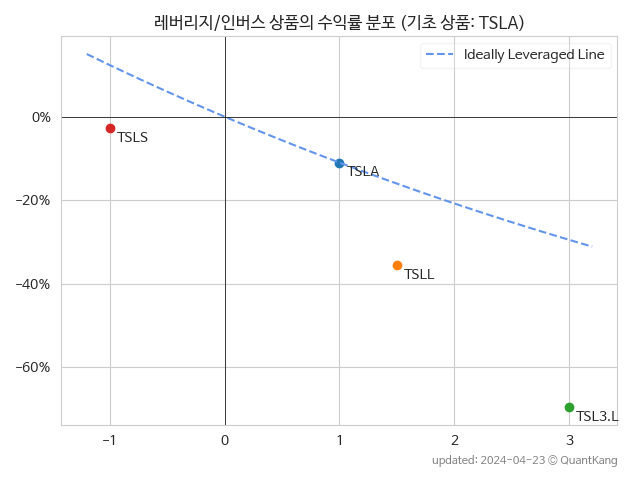 레버리지/인버스 상품의 수익률 분포 (기초 상품: TSLA)
Ideally Leveraged Line
0%
TSLS
TSLA
−20%
TSLL
−40%
−60%
TSL3.L
−1 0 1 2 3
updated: 2024-04-23 ⓒ QuantKang